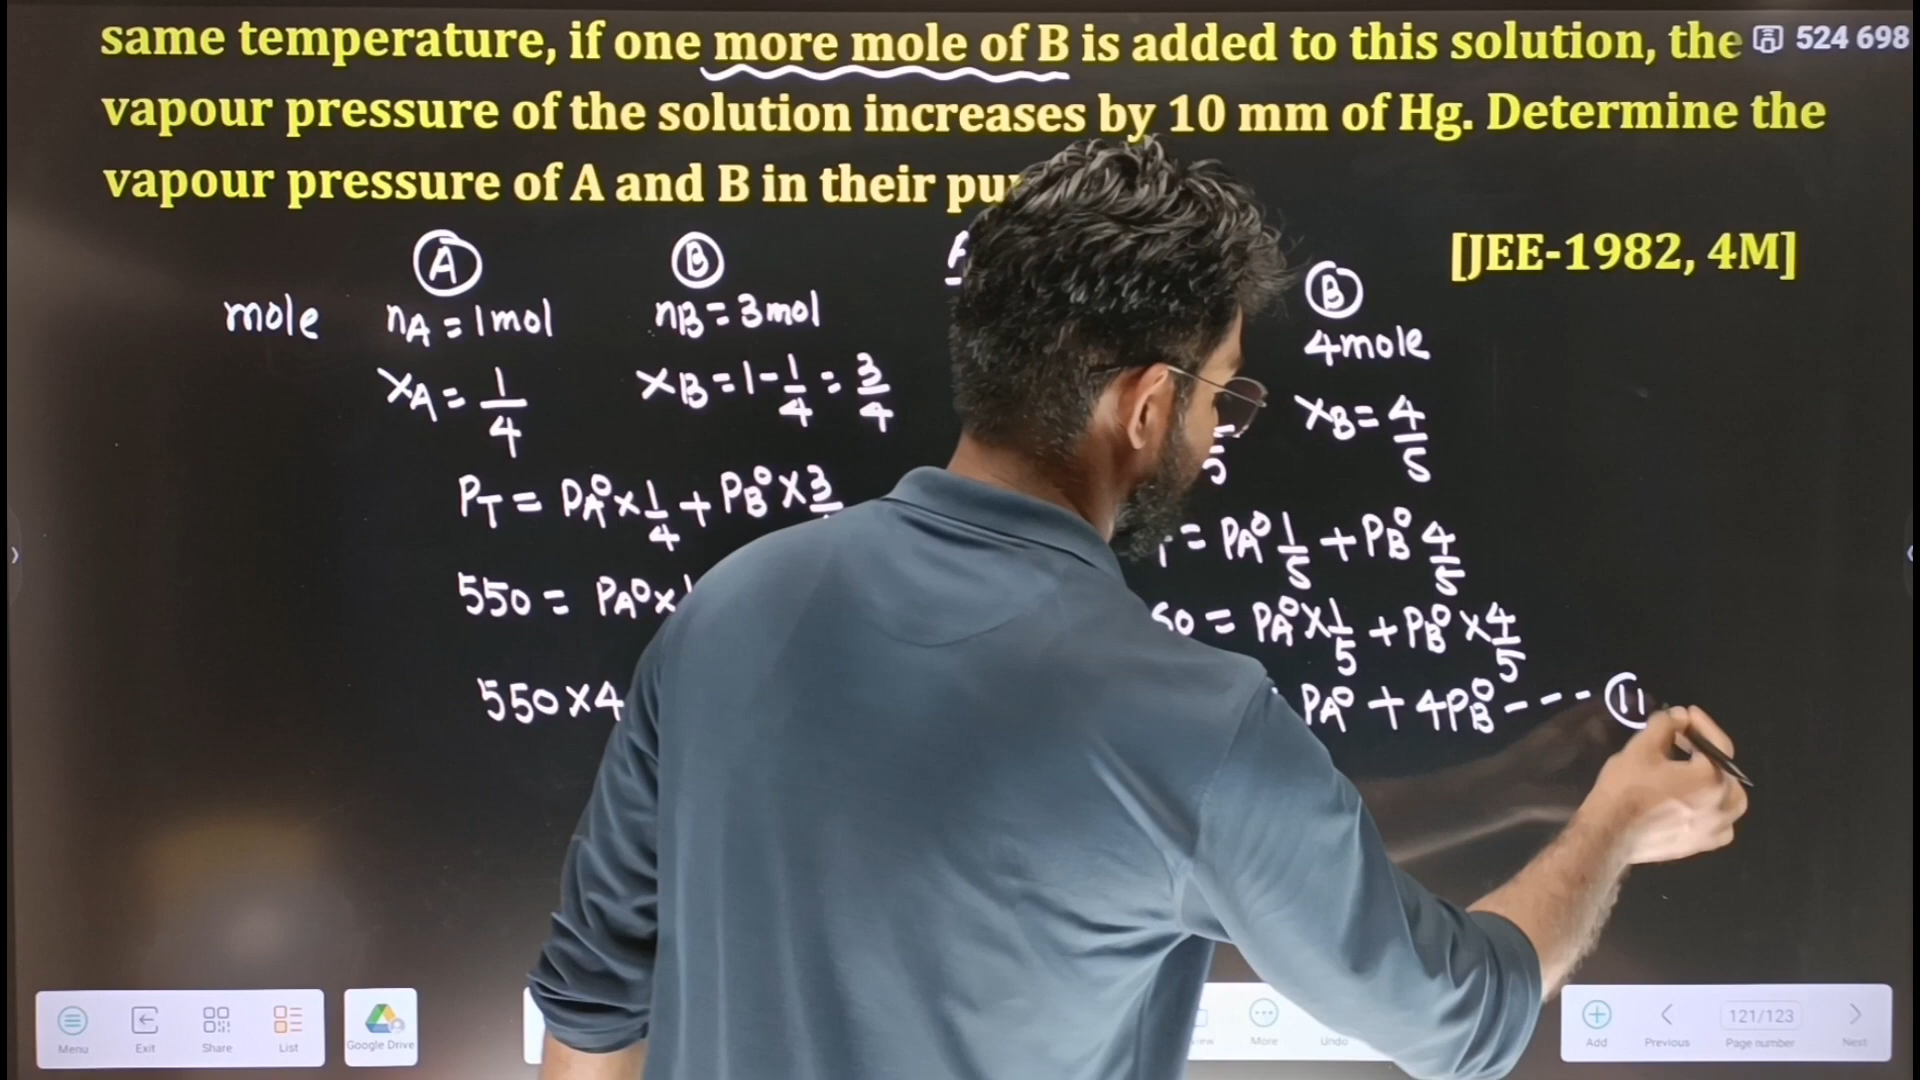 same temperature, if one more mole of B is added to this solution, the
524 698
vapour pressure of the solution increases by 10 mm of Hg. Determine the
vapour pressure of A and B in their
[JEE-1982, 4M]
A B B
mole nA = 1mol nB = 3mol 4mole
xA = 1/4 xB = 1 - 1/4 = 3/4 5 xB = 4/5
PT = PA° × 1/4 + PB° × 3 = PA° 1/5 + PB° 4/5
550 = PA° × 60 = PA° × 1/5 + PB° × 4/5
550 × 4 PA° + 4PB° --- II
Menu Exit Share List Google Drive More Undo Add Previous 121/123 Page number Next